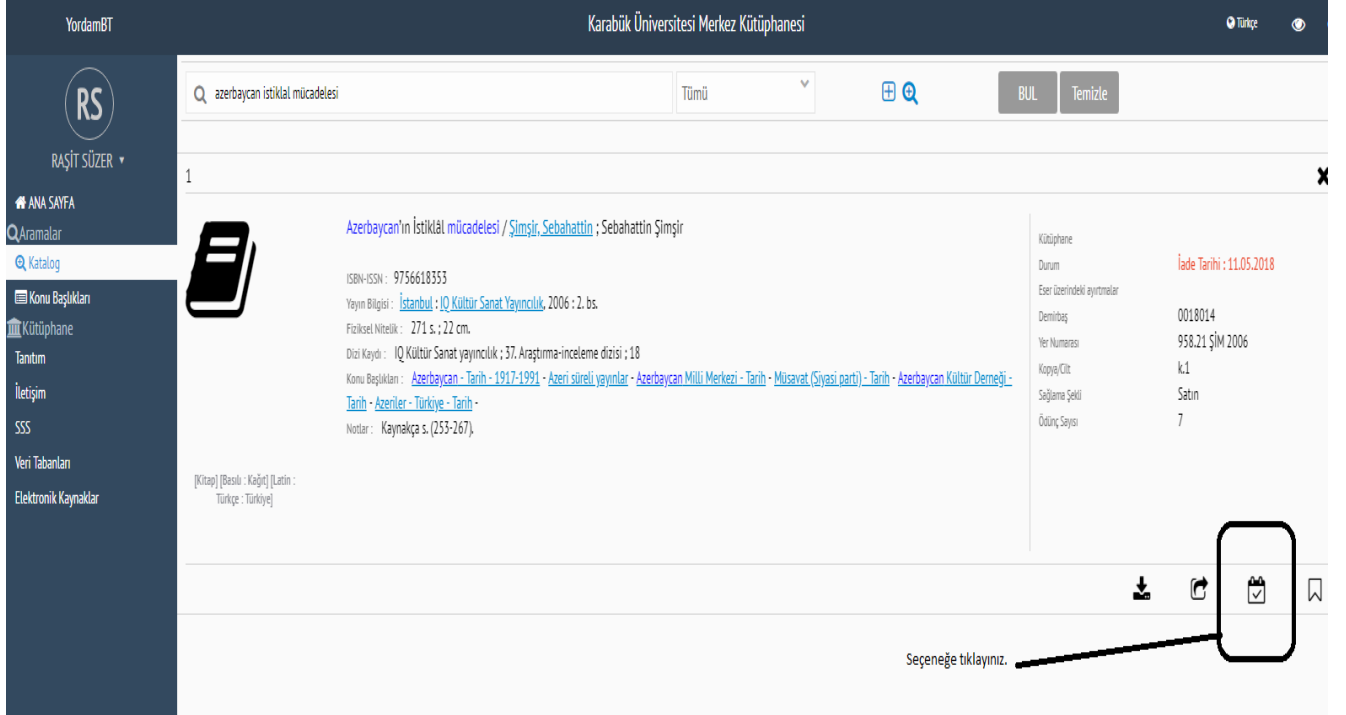 YordamBT
Karabük Üniversitesi Merkez Kütüphanesi
Türkçe
RS
RAŞİT SÜZER
ANA SAYFA
Aramalar
Katalog
Konu Başlıkları
Kütüphane
Tanıtım
İletişim
SSS
Veri Tabanları
Elektronik Kaynaklar
azerbaycan istiklal mücadelesi
Tümü
BUL
Temizle
1
Azerbaycan'ın İstiklâl mücadelesi / Şimşir, Sebahattin ; Sebahattin Şimşir
ISBN-ISSN : 9756618353
Yayın Bilgisi : İstanbul : IQ Kültür Sanat Yayıncılık, 2006 : 2. bs.
Fiziksel Nitelik : 271 s. ; 22 cm.
Dizi Kaydı : IQ Kültür Sanat yayıncılık ; 37. Araştırma-inceleme dizisi ; 18
Konu Başlıkları : Azerbaycan - Tarih - 1917-1991 - Azeri süreli yayınlar - Azerbaycan Milli Merkezi - Tarih - Müsavat (Siyasi parti) - Tarih - Azerbaycan Kültür Derneği -
Tarih - Azeriler - Türkiye - Tarih -
Notlar : Kaynakça s. (253-267).
[Kitap] [Basılı : Kağıt] [Latin :
Türkçe : Türkiye]
Kütüphane
Durum İade Tarihi : 11.05.2018
Eser üzerindeki ayırtmalar
Demirbaş 0018014
Yer Numarası 958.21 ŞİM 2006
Kopya/Cilt k.1
Sağlama Şekli Satın
Ödünç Sayısı 7
Seçeneğe tıklayınız.